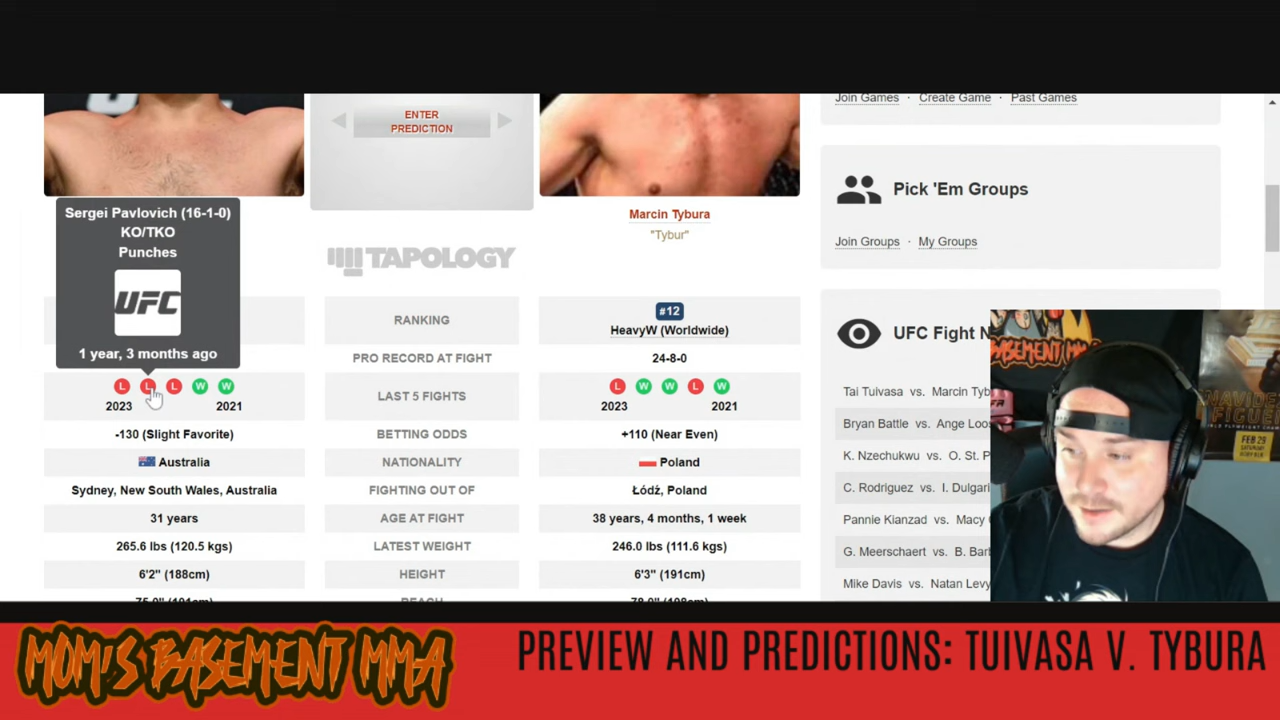 Join Games · Create Game · Past Games
ENTER
PREDICTION
Pick 'Em Groups
Join Groups · My Groups
Sergei Pavlovich (16-1-0)
KO/TKO
Punches
UFC
1 year, 3 months ago
TAPOLOGY
Marcin Tybura
"Tybur"
#12
RANKING
HeavyW (Worldwide)
PRO RECORD AT FIGHT
24-8-0
L L L W W
LAST 5 FIGHTS
L W W L W
2023 2021
2023 2021
-130 (Slight Favorite)
BETTING ODDS
+110 (Near Even)
Australia
NATIONALITY
Poland
Sydney, New South Wales, Australia
FIGHTING OUT OF
Łódź, Poland
31 years
AGE AT FIGHT
38 years, 4 months, 1 week
265.6 lbs (120.5 kgs)
LATEST WEIGHT
246.0 lbs (111.6 kgs)
6'2" (188cm)
HEIGHT
6'3" (191cm)
UFC Fight N
Tai Tuivasa vs. Marcin Tyb
Bryan Battle vs. Ange Loo
K. Nzechukwu vs. O. St. P
C. Rodriguez vs. I. Dulgari
Pannie Kianzad vs. Macy
G. Meerschaert vs. B. Bar
Mike Davis vs. Natan Levy
BASEMENT MMA
FEB 29
MOM'S BASEMENT MMA
PREVIEW AND PREDICTIONS: TUIVASA V. TYBURA